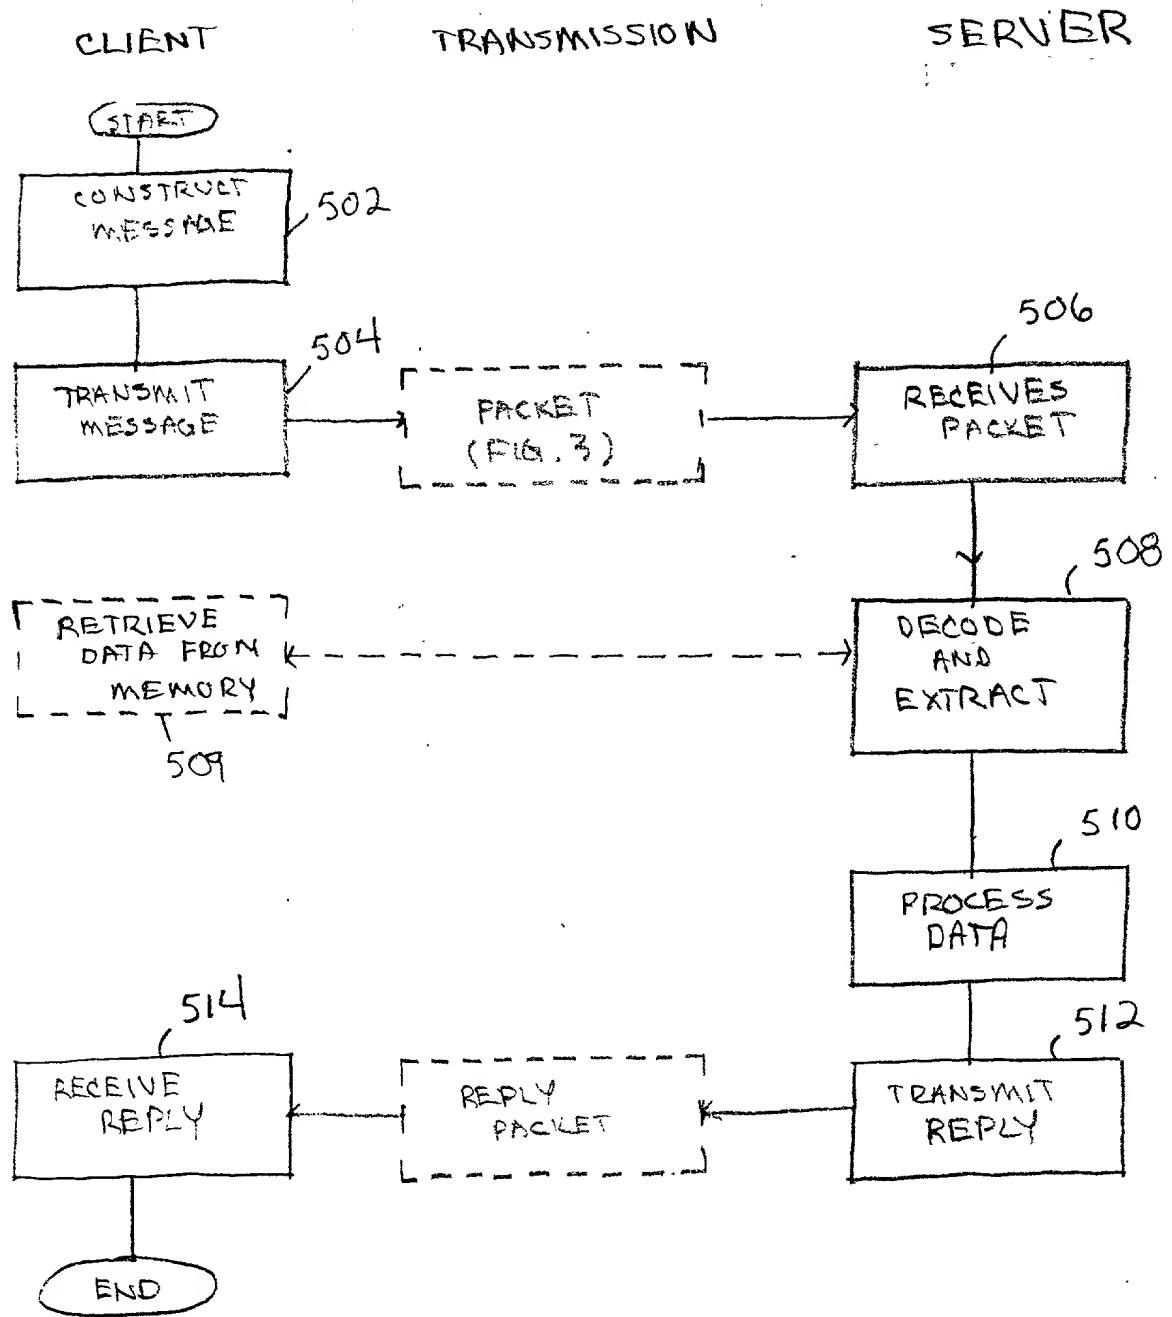 CLIENT TRANSMISSION SERVER
START
CONSTRUCT
MESSAGE
502
504
506
TRANSMIT
MESSAGE
PACKET
(FIG. 3)
RECEIVES
PACKET
508
RETRIEVE
DATA FROM
MEMORY
509
DECODE
AND
EXTRACT
510
PROCESS
DATA
514
512
RECEIVE
REPLY
REPLY
PACKET
TRANSMIT
REPLY
END